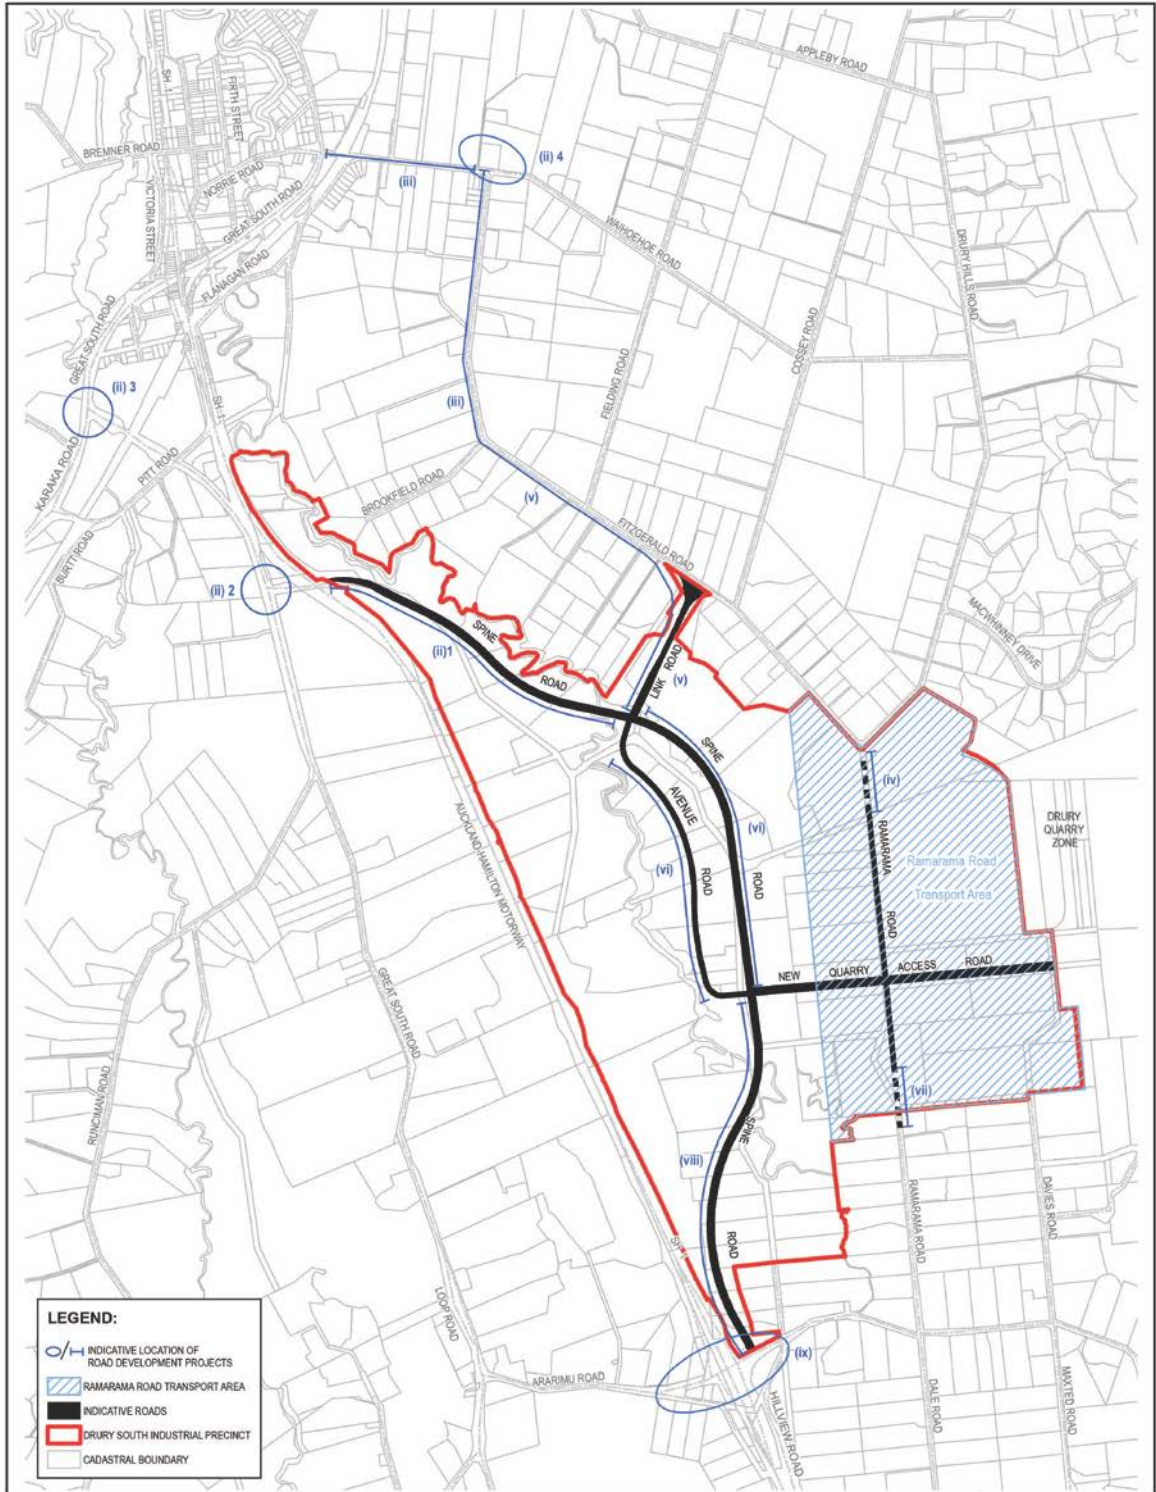 APPLEBY ROAD
SH 1
FIRTH STREET
BREMNER ROAD
NORRIE ROAD
VICTORIA STREET
GREAT SOUTH ROAD
FLANAGAN ROAD
(iii)
(ii) 4
WAIHOEHOE ROAD
DRURY HILLS ROAD
COSSEY ROAD
FIELDING ROAD
GREAT SOUTH ROAD
(ii) 3
SH 1
(iii)
KARAKA ROAD
PITT ROAD
BROOKFIELD ROAD
(v)
FITZGERALD ROAD
BURTT ROAD
(ii) 2
MACWHINNEY DRIVE
SPINE
(ii)1
ROAD
LINK ROAD
(v)
SPINE
AVENUE
(iv)
RAMARAMA
DRURY
QUARRY
ZONE
AUCKLAND-HAMILTON MOTORWAY
(vi)
(vi)
ROAD
ROAD
Ramarama Road
Transport Area
ROAD
NEW QUARRY ACCESS ROAD
GREAT SOUTH ROAD
RUNCIMAN ROAD
(vii)
SPINE
(viii)
ROAD
RAMARAMA ROAD
DAVIES ROAD
SH 1
LOOP ROAD
(ix)
ARARIMU ROAD
HILLVIEW ROAD
DALE ROAD
MAXTED ROAD
LEGEND:
INDICATIVE LOCATION OF
ROAD DEVELOPMENT PROJECTS
RAMARAMA ROAD TRANSPORT AREA
INDICATIVE ROADS
DRURY SOUTH INDUSTRIAL PRECINCT
CADASTRAL BOUNDARY